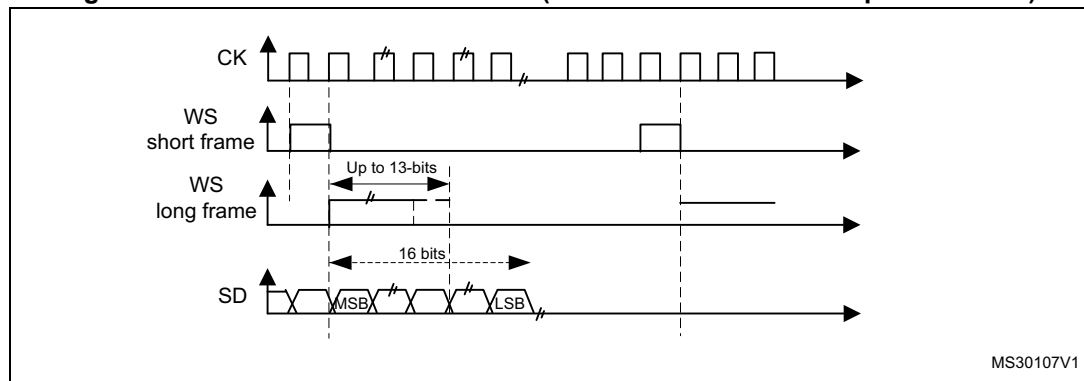 CK
WS
short frame
Up to 13-bits
WS
long frame
16 bits
SD
MSB
LSB
MS30107V1